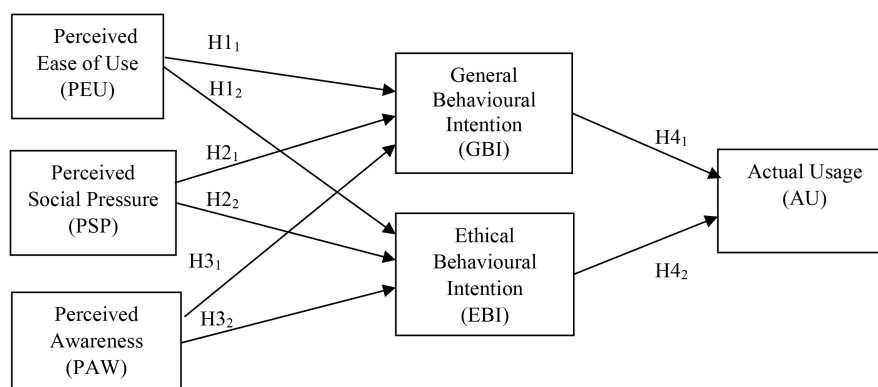 Perceived
Ease of Use
(PEU)
H1₁
H1₂
General
Behavioural
Intention
(GBI)
Perceived
Social Pressure
(PSP)
H2₁
H2₂
H4₁
Actual Usage
(AU)
H3₁
Ethical
Behavioural
Intention
(EBI)
H4₂
Perceived
Awareness
(PAW)
H3₂